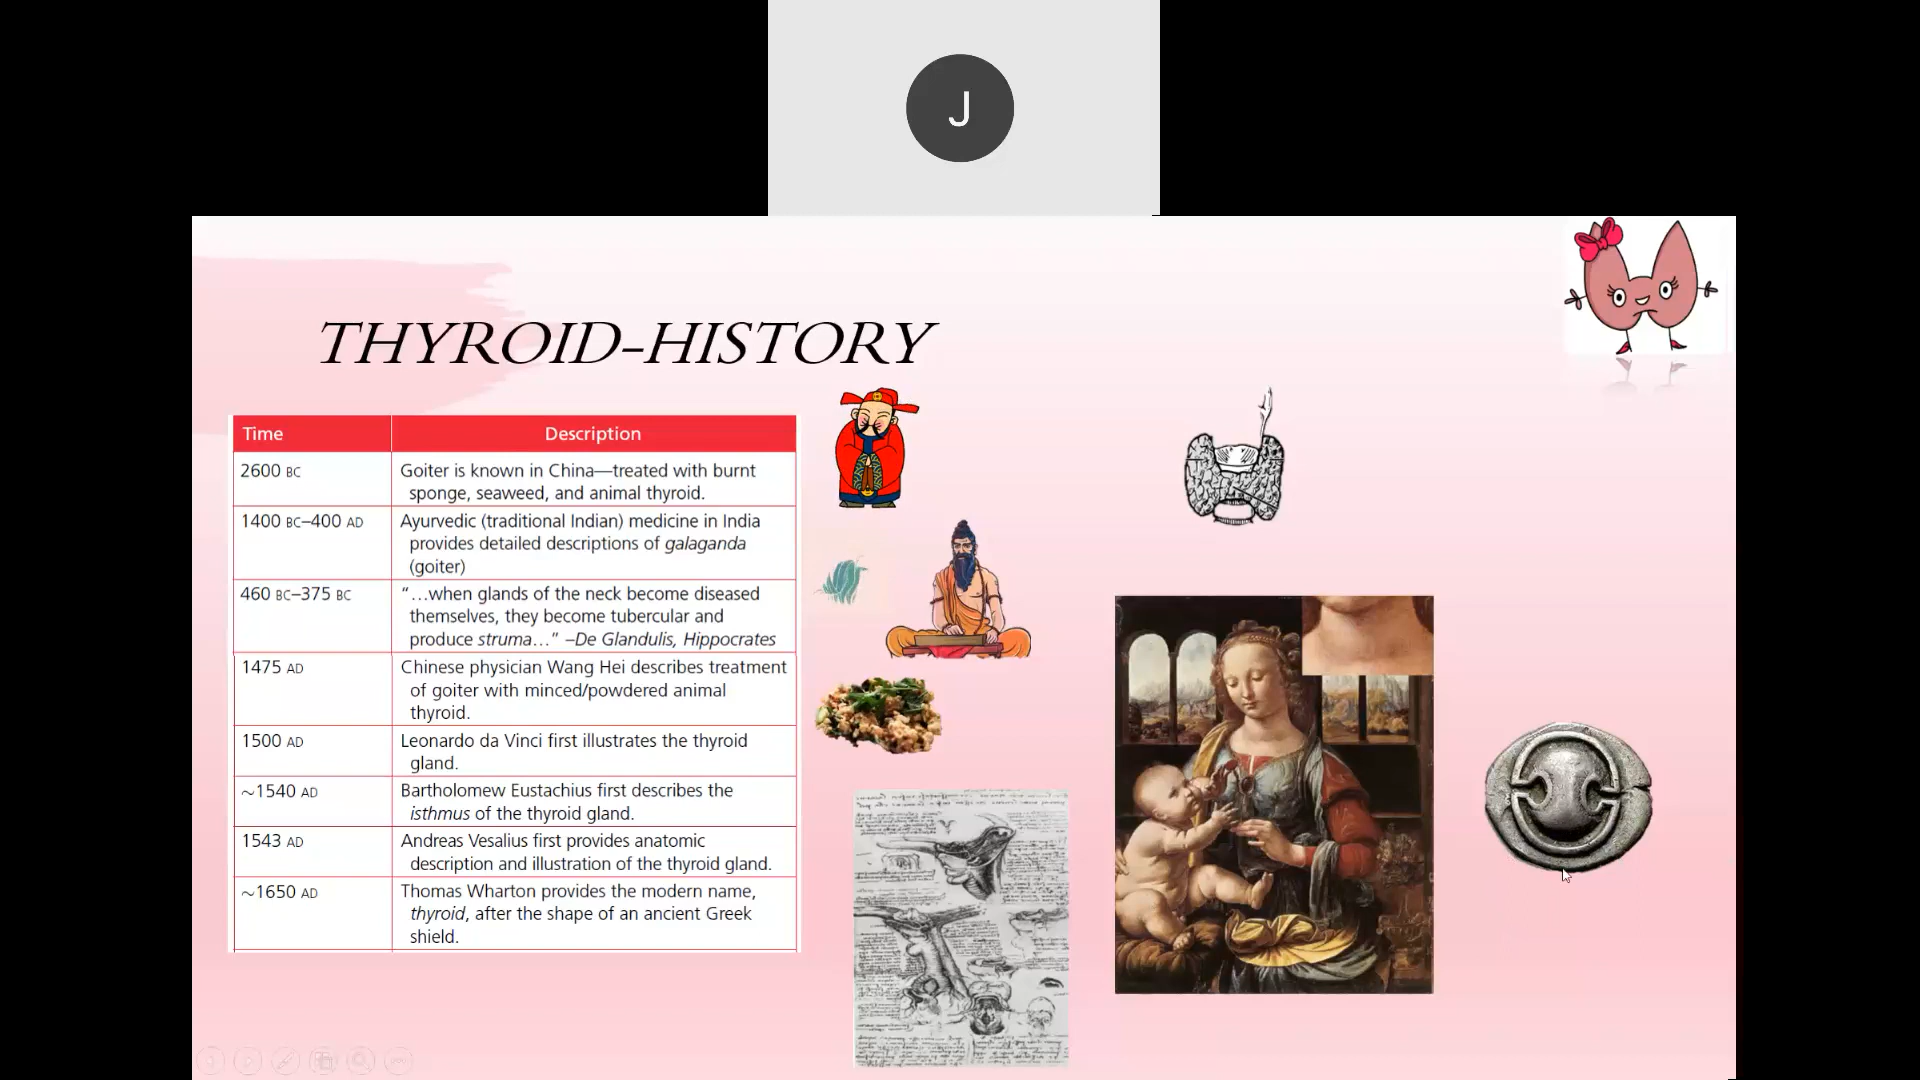 J
THYROID-HISTORY
Time Description
2600 BC Goiter is known in China—treated with burnt
sponge, seaweed, and animal thyroid.
1400 BC–400 AD Ayurvedic (traditional Indian) medicine in India
provides detailed descriptions of galaganda
(goiter)
460 BC–375 BC “…when glands of the neck become diseased
themselves, they become tubercular and
produce struma…” –De Glandulis, Hippocrates
1475 AD Chinese physician Wang Hei describes treatment
of goiter with minced/powdered animal
thyroid.
1500 AD Leonardo da Vinci first illustrates the thyroid
gland.
~1540 AD Bartholomew Eustachius first describes the
isthmus of the thyroid gland.
1543 AD Andreas Vesalius first provides anatomic
description and illustration of the thyroid gland.
~1650 AD Thomas Wharton provides the modern name,
thyroid, after the shape of an ancient Greek
shield.